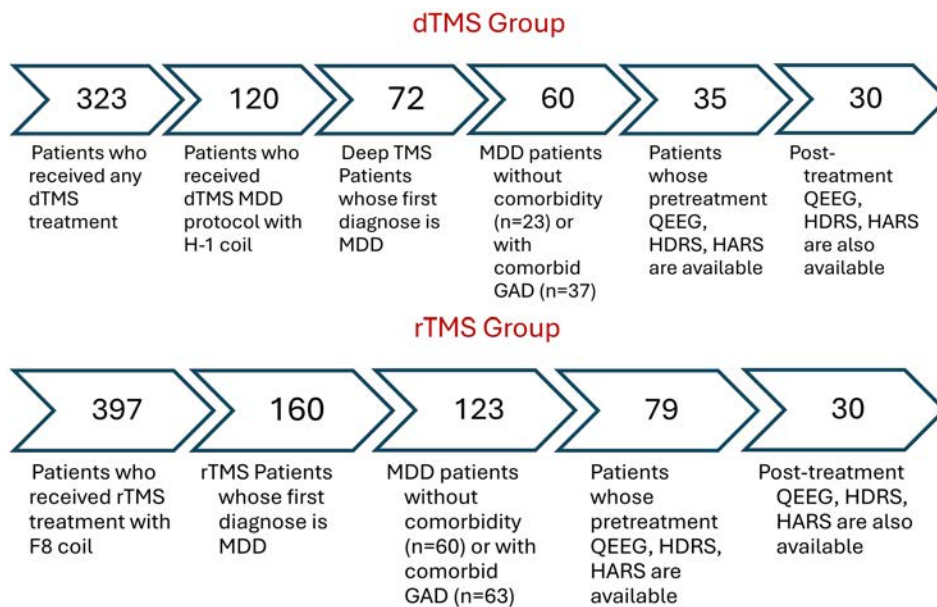 dTMS Group
323
120
72
60
35
30
Patients who
received any
dTMS
treatment
Patients who
received
dTMS MDD
protocol with
H-1 coil
Deep TMS
Patients
whose first
diagnose is
MDD
MDD patients
without
comorbidity
(n=23) or
with
comorbid
GAD (n=37)
Patients
whose
pretreatment
QEEG,
HDRS, HARS
are available
Post-
treatment
QEEG,
HDRS, HARS
are also
available
rTMS Group
397
160
123
79
30
Patients who
received rTMS
treatment with
F8 coil
rTMS Patients
whose first
diagnose is
MDD
MDD patients
without
comorbidity
(n=60) or with
comorbid
GAD (n=63)
Patients
whose
pretreatment
QEEG, HDRS,
HARS are
available
Post-treatment
QEEG, HDRS,
HARS are also
available